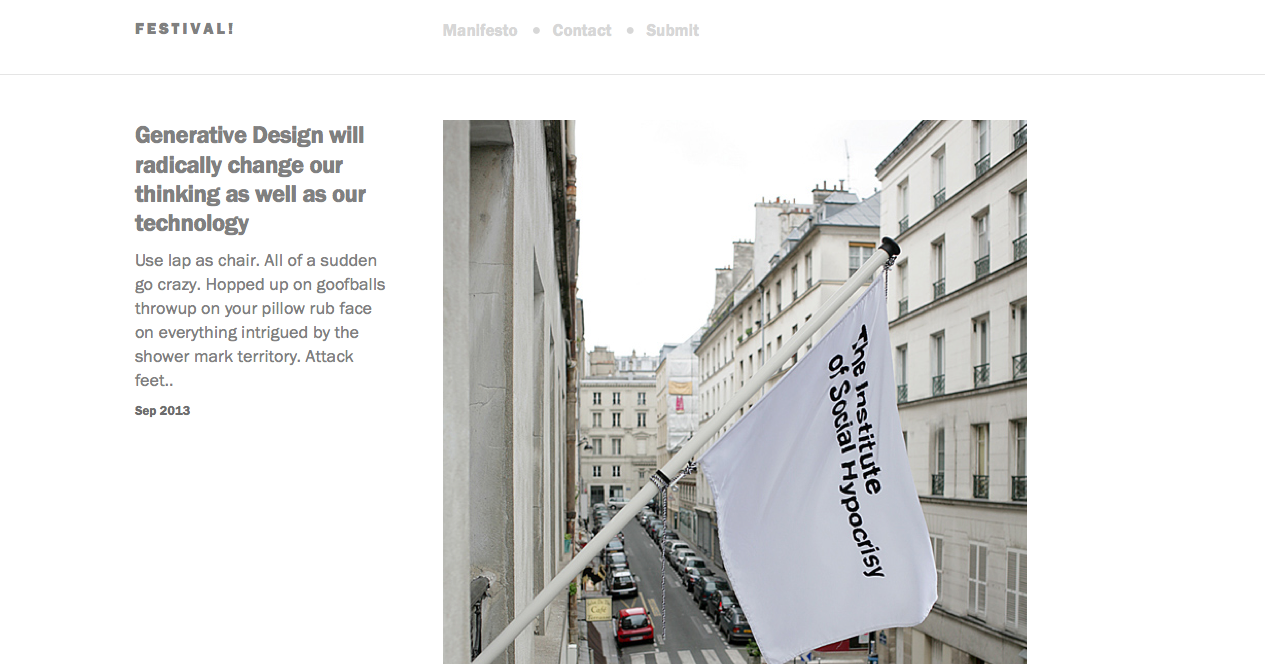 FESTIVAL!
Manifesto • Contact • Submit
Generative Design will
radically change our
thinking as well as our
technology
Use lap as chair. All of a sudden
go crazy. Hopped up on goofballs
throwup on your pillow rub face
on everything intrigued by the
shower mark territory. Attack
feet..
Sep 2013
The Institute
of Social Hypocrisy
Café